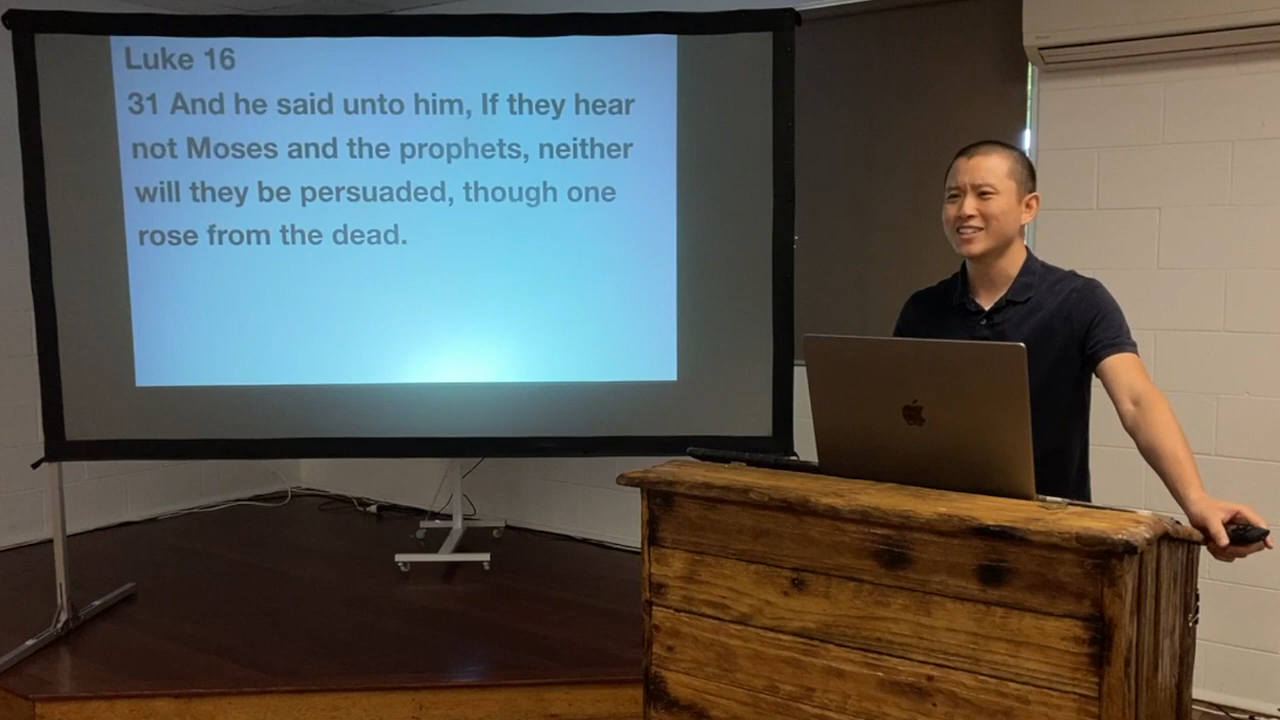 Luke 16
31 And he said unto him, If they hear
not Moses and the prophets, neither
will they be persuaded, though one
rose from the dead.